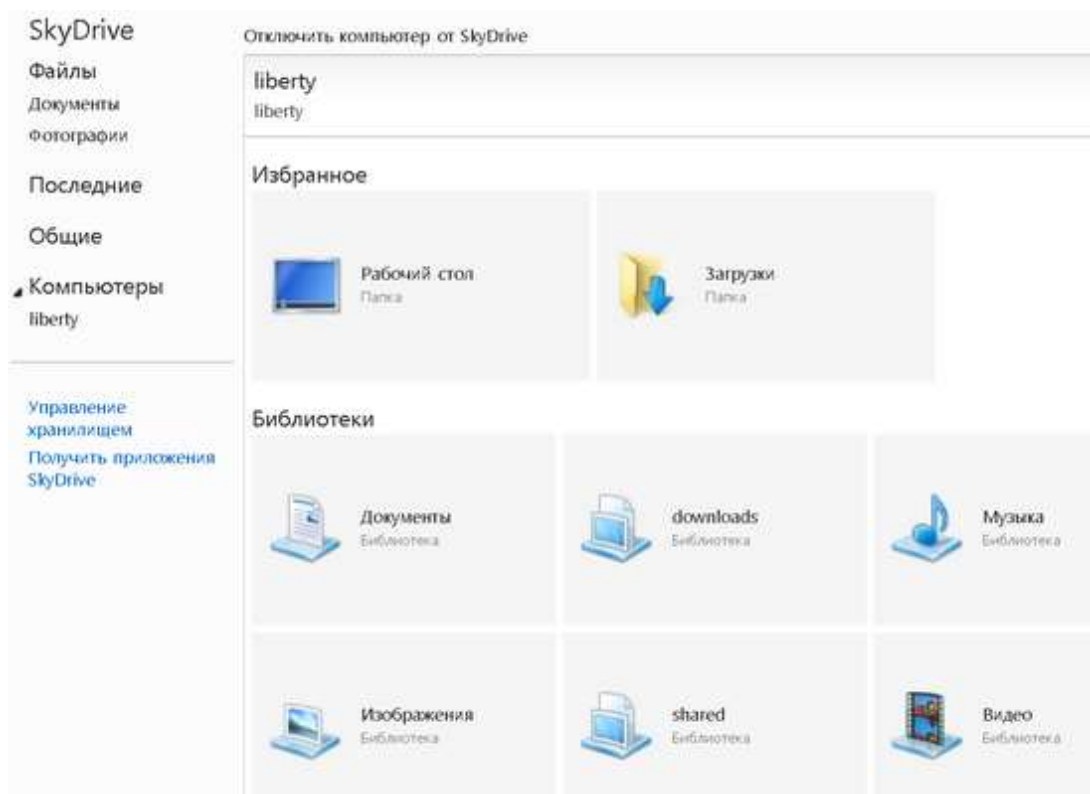 SkyDrive
Файлы
Документы
Фотографии
Последние
Общие
Компьютеры
liberty
Управление
хранилищем
Получить приложения
SkyDrive
Отключить компьютер от SkyDrive
liberty
liberty
Избранное
Рабочий стол
Папка
Загрузки
Папка
Библиотеки
Документы
Библиотека
downloads
Библиотека
Музыка
Библиотека
Изображения
Библиотека
shared
Библиотека
Видео
Библиотека